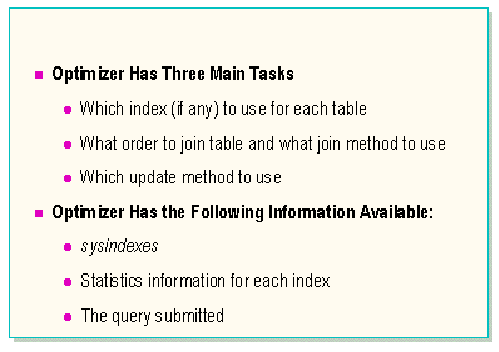 Optimizer Has Three Main Tasks
Which index (if any) to use for each table
What order to join table and what join method to use
Which update method to use
Optimizer Has the Following Information Available:
sysindexes
Statistics information for each index
The query submitted